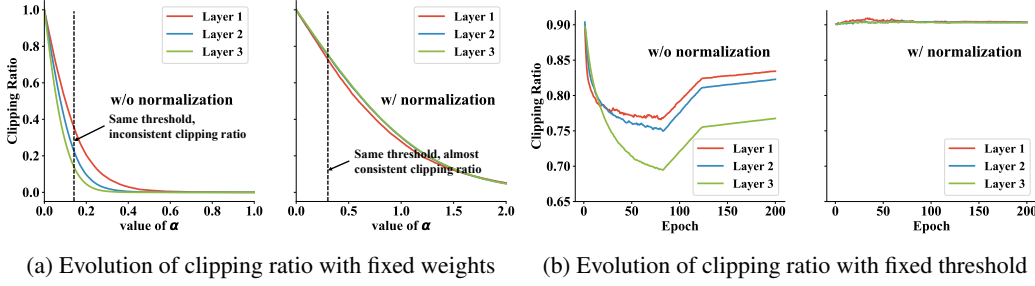 Clipping Ratio
1.0
0.8
0.6
0.4
0.2
0.0
Layer 1
Layer 2
Layer 3
w/o normalization
Same threshold,
inconsistent clipping ratio
0.0 0.2 0.4 0.6 0.8 1.0
value of α
Layer 1
Layer 2
Layer 3
w/ normalization
Same threshold, almost
consistent clipping ratio
0.0 0.5 1.0 1.5 2.0
value of α
(a) Evolution of clipping ratio with fixed weights
Clipping Ratio
0.90
0.85
0.80
0.75
0.70
0.65
w/o normalization
Layer 1
Layer 2
Layer 3
0 50 100 150 200
Epoch
w/ normalization
Layer 1
Layer 2
Layer 3
0 50 100 150 200
Epoch
(b) Evolution of clipping ratio with fixed threshold